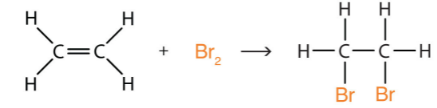 H H H H
C=C + Br₂ → H—C—C—H
H H Br Br